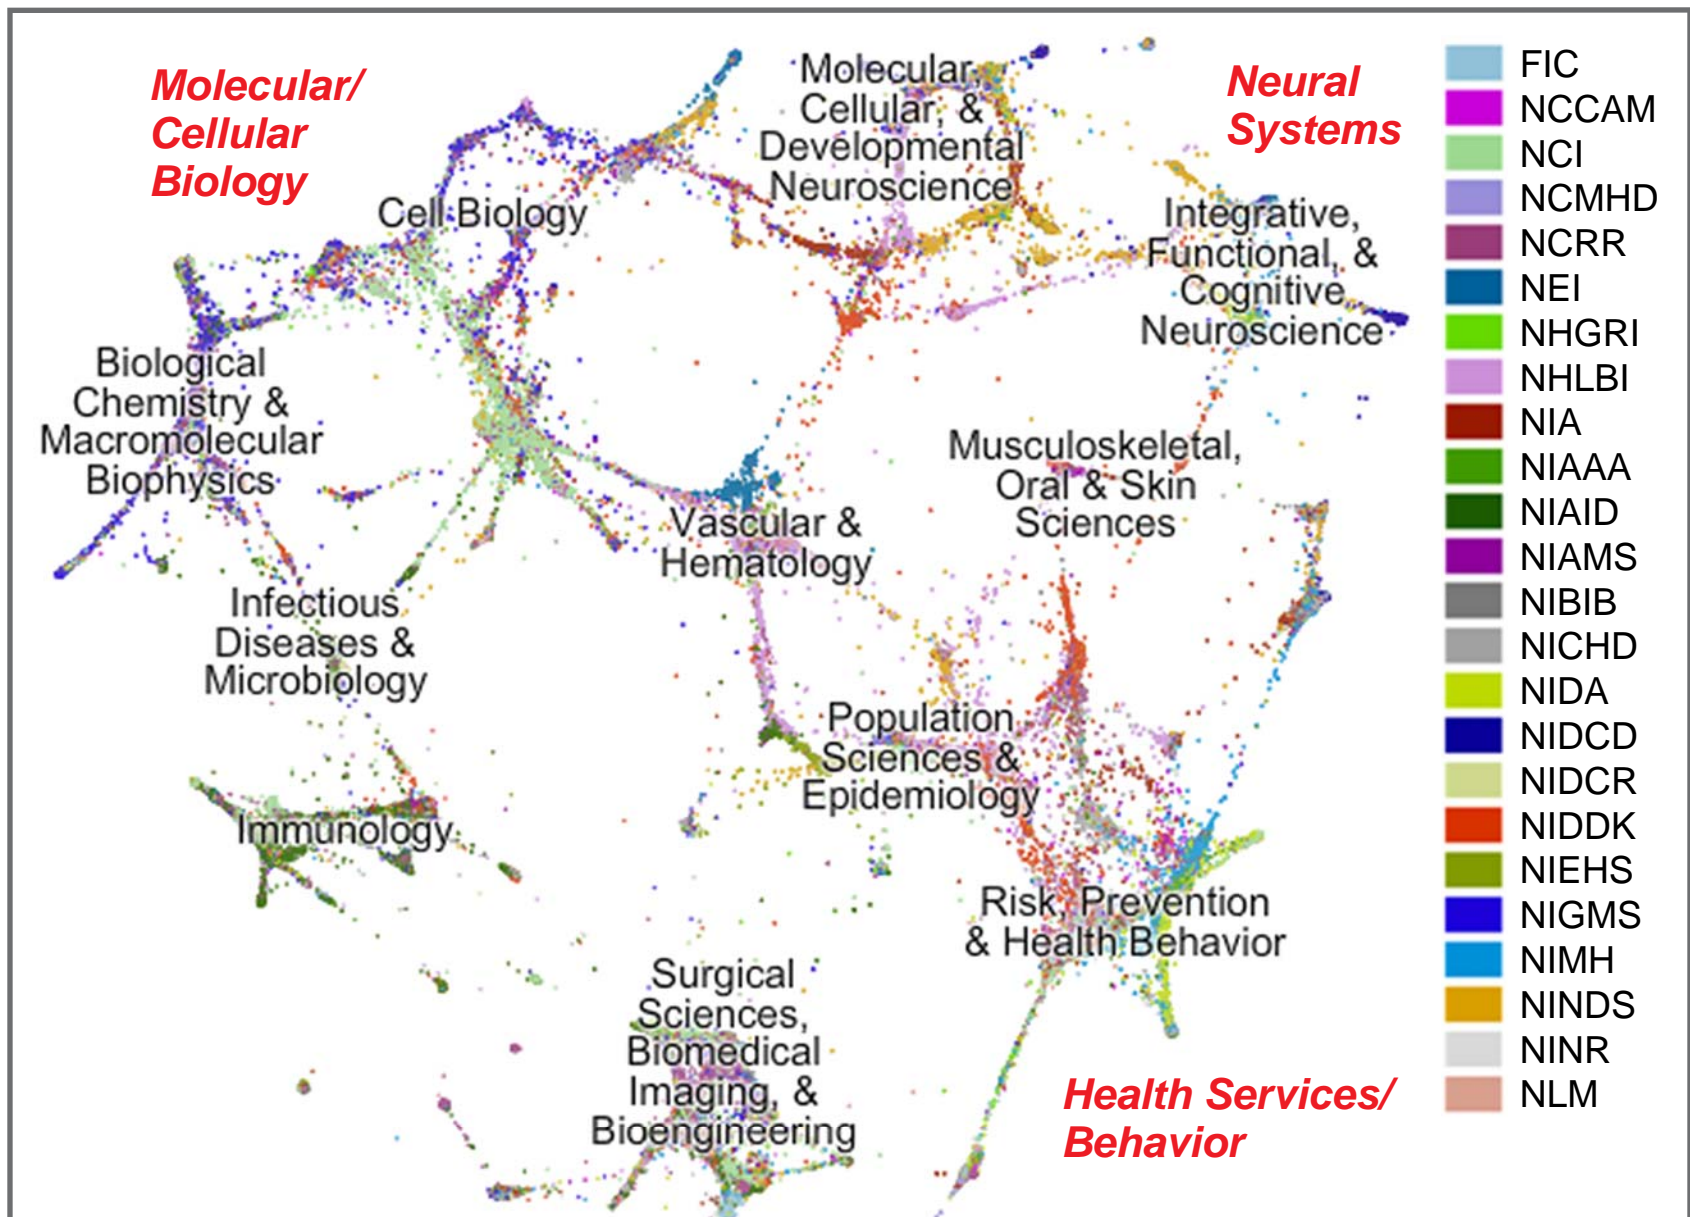 Molecular/
Cellular
Biology
Molecular,
Cellular, &
Developmental
Neuroscience
Neural
Systems
Cell Biology
Integrative,
Functional, &
Cognitive
Neuroscience
Biological
Chemistry &
Macromolecular
Biophysics
Musculoskeletal,
Oral & Skin
Sciences
Vascular &
Hematology
Infectious
Diseases &
Microbiology
Population
Sciences &
Epidemiology
Immunology
Risk, Prevention
& Health Behavior
Surgical
Sciences,
Biomedical
Imaging, &
Bioengineering
Health Services/
Behavior
FIC
NCCAM
NCI
NCMHD
NCRR
NEI
NHGRI
NHLBI
NIA
NIAAA
NIAID
NIAMS
NIBIB
NICHD
NIDA
NIDCD
NIDCR
NIDDK
NIEHS
NIGMS
NIMH
NINDS
NINR
NLM